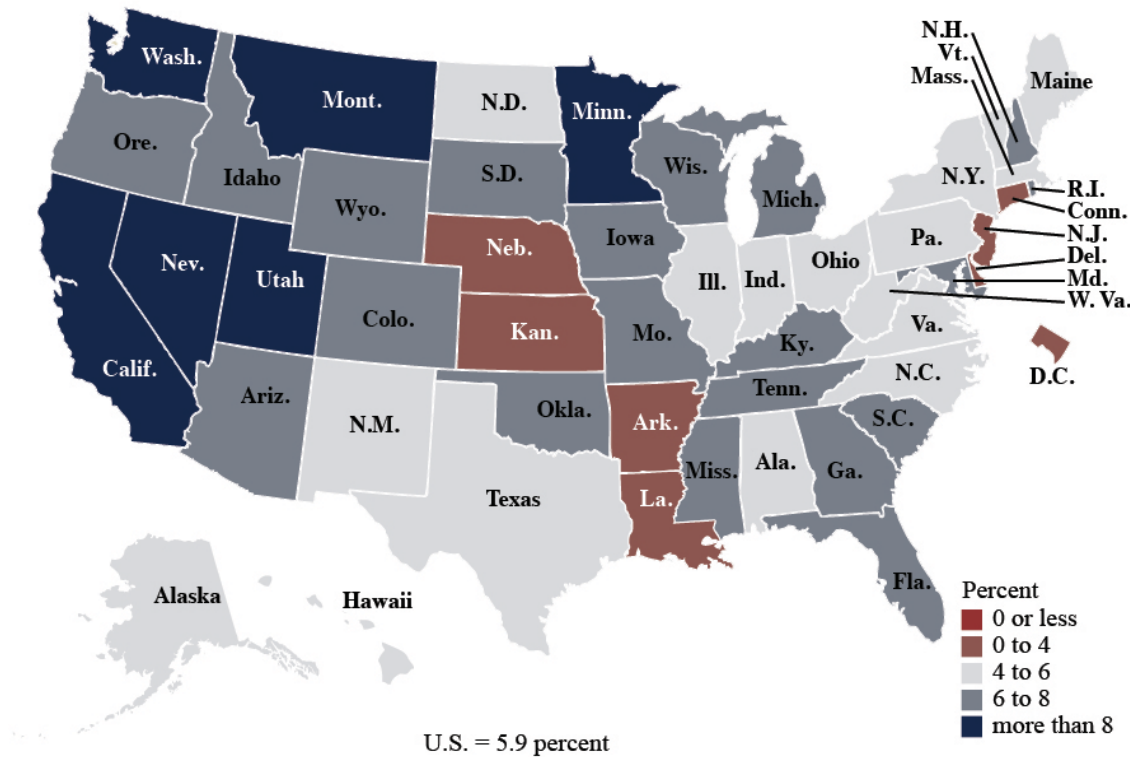 N.H.
Vt.
Mass.
Maine
Wash.
Mont.
N.D.
Minn.
Ore.
Idaho
S.D.
Wis.
Mich.
N.Y.
R.I.
Conn.
N.J.
Del.
Md.
W. Va.
Wyo.
Neb.
Iowa
Pa.
Nev.
Utah
Colo.
Kan.
Mo.
Ill.
Ind.
Ohio
Ky.
Va.
Calif.
Ariz.
N.M.
Okla.
Ark.
Tenn.
N.C.
D.C.
S.C.
Texas
La.
Miss.
Ala.
Ga.
Fla.
Alaska
Hawaii
Percent
0 or less
0 to 4
4 to 6
6 to 8
more than 8
U.S. = 5.9 percent